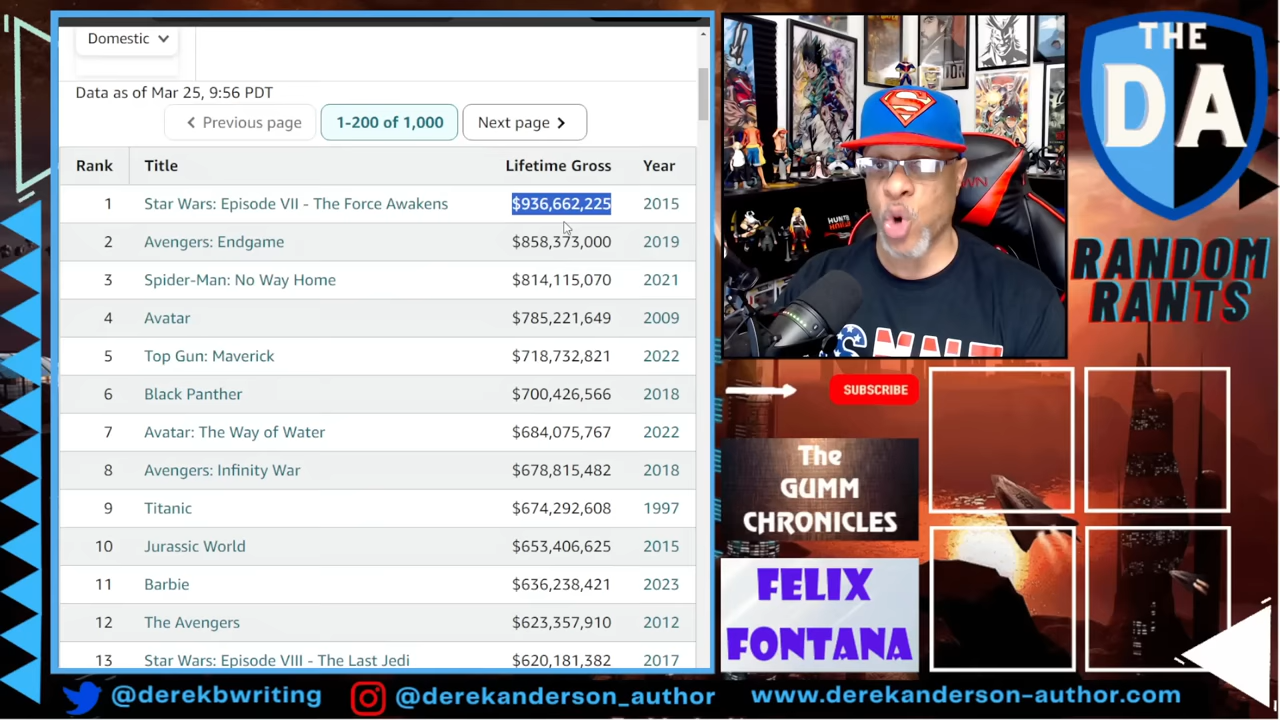 Domestic
Data as of Mar 25, 9:56 PDT
Previous page
1-200 of 1,000
Next page
Rank Title Lifetime Gross Year
1 Star Wars: Episode VII - The Force Awakens $936,662,225 2015
2 Avengers: Endgame $858,373,000 2019
3 Spider-Man: No Way Home $814,115,070 2021
4 Avatar $785,221,649 2009
5 Top Gun: Maverick $718,732,821 2022
6 Black Panther $700,426,566 2018
7 Avatar: The Way of Water $684,075,767 2022
8 Avengers: Infinity War $678,815,482 2018
9 Titanic $674,292,608 1997
10 Jurassic World $653,406,625 2015
11 Barbie $636,238,421 2023
12 The Avengers $623,357,910 2012
13 Star Wars: Episode VIII - The Last Jedi $620,181,382 2017
THE
DA
RANDOM
RANTS
SUBSCRIBE
The
GUMM
CHRONICLES
FELIX
FONTANA
@derekbwriting
@derekanderson_author
www.derekanderson-author.com